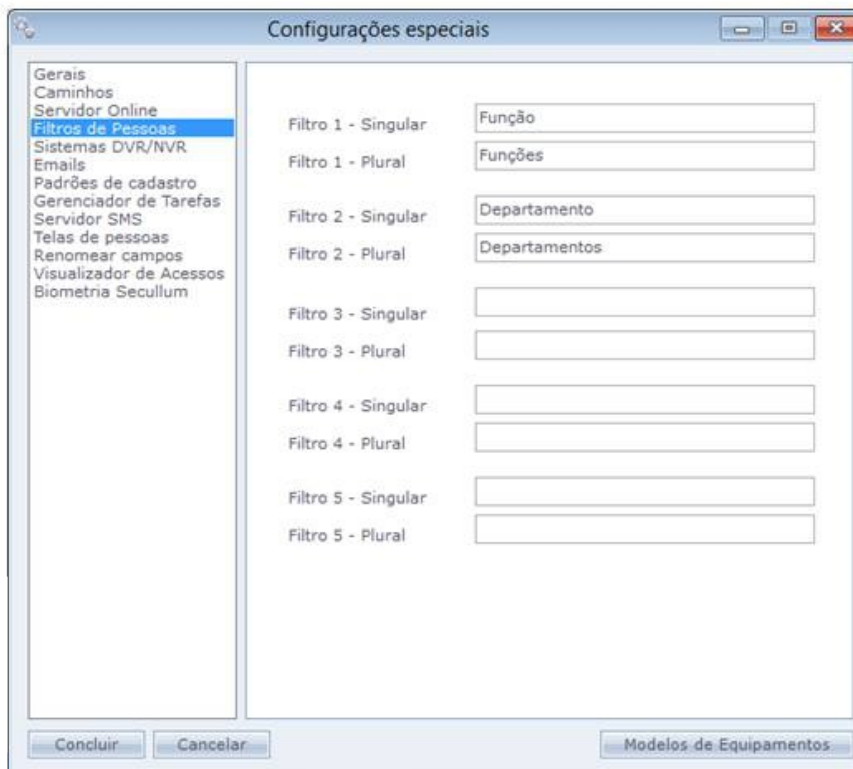 Configurações especiais
Gerais
Caminhos
Servidor Online
Filtros de Pessoas
Sistemas DVR/NVR
Emails
Padrões de cadastro
Gerenciador de Tarefas
Servidor SMS
Telas de pessoas
Renomear campos
Visualizador de Acessos
Biometria Secullum
Filtro 1 - Singular Função
Filtro 1 - Plural Funções
Filtro 2 - Singular Departamento
Filtro 2 - Plural Departamentos
Filtro 3 - Singular
Filtro 3 - Plural
Filtro 4 - Singular
Filtro 4 - Plural
Filtro 5 - Singular
Filtro 5 - Plural
Concluir Cancelar Modelos de Equipamentos